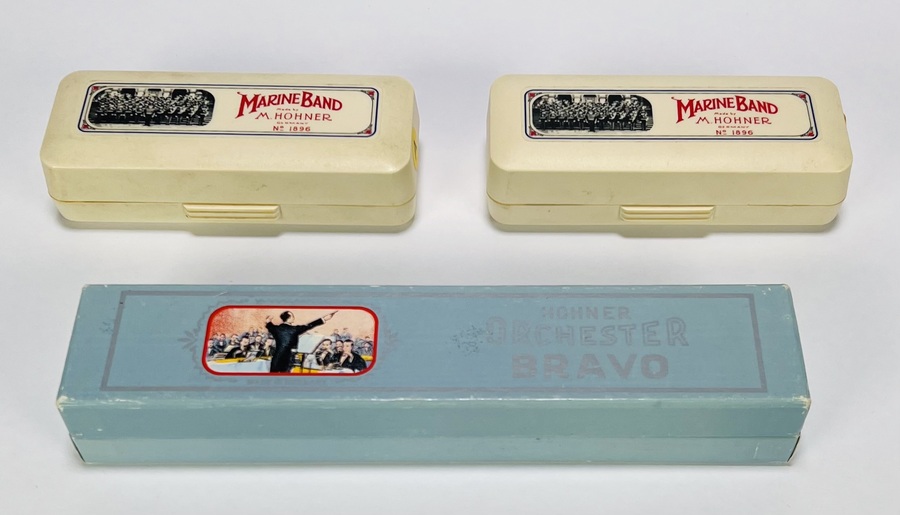 MARINE BAND
Made by
M. HOHNER
GERMANY
Nº 1896
MARINE BAND
Made by
M. HOHNER
GERMANY
Nº 1896
HOHNER
ORCHESTER
BRAVO